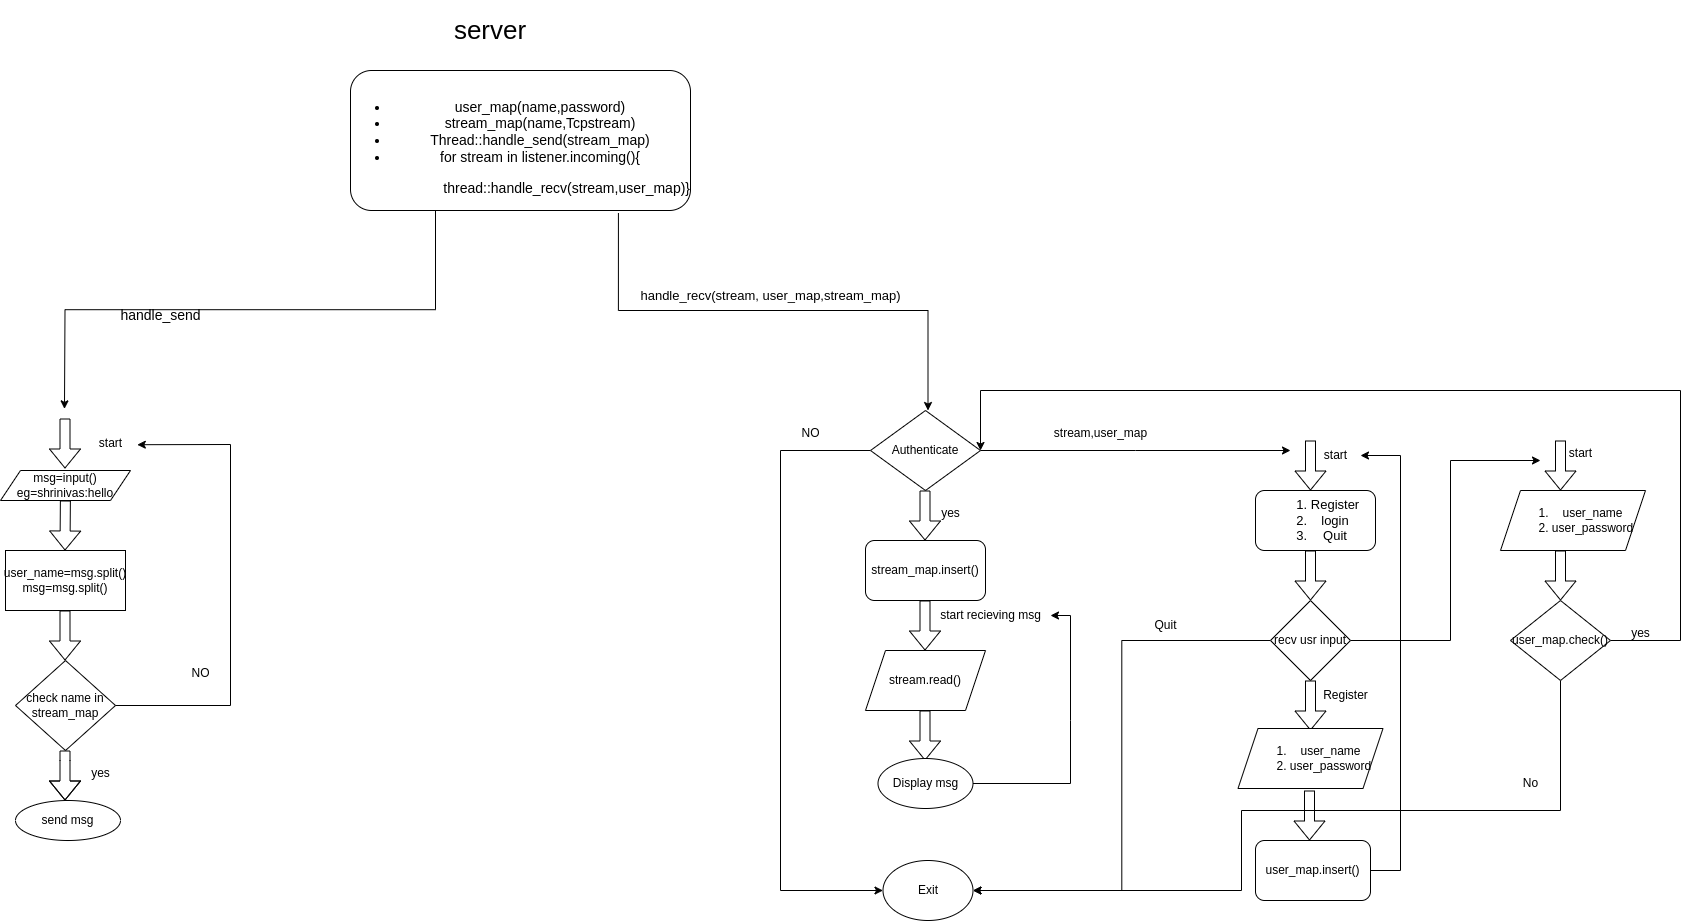 server
• user_map(name,password)
• stream_map(name,Tcpstream)
• Thread::handle_send(stream_map)
• for stream in listener.incoming(){
thread::handle_recv(stream,user_map)}
handle_send
handle_recv(stream, user_map,stream_map)
start
msg=input()
eg=shrinivas:hello
user_name=msg.split()
msg=msg.split()
NO
check name in
stream_map
yes
send msg
NO
Authenticate
stream,user_map
yes
stream_map.insert()
start recieving msg
stream.read()
Display msg
Exit
start
1. Register
2. login
3. Quit
Quit
recv usr input
Register
1. user_name
2. user_password
user_map.insert()
start
1. user_name
2. user_password
user_map.check()
yes
No